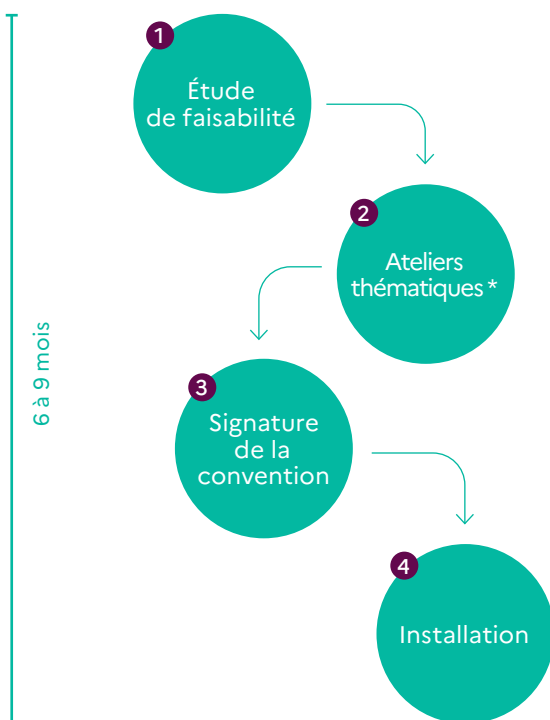 1
Étude
de faisabilité
2
Ateliers
thématiques *
6 à 9 mois
3
Signature
de la
convention
4
Installation